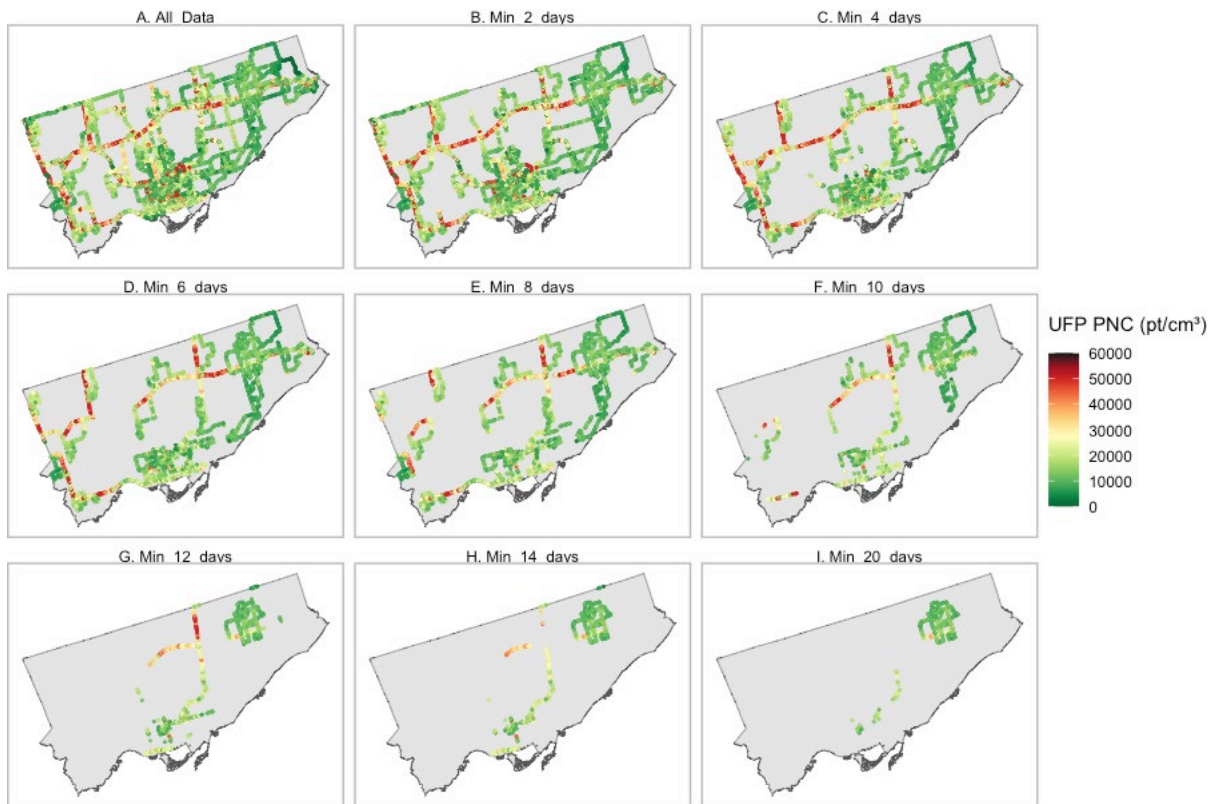 A. All Data
B. Min 2 days
C. Min 4 days
D. Min 6 days
E. Min 8 days
F. Min 10 days
UFP PNC (pt/cm³)
60000
50000
40000
30000
20000
10000
0
G. Min 12 days
H. Min 14 days
I. Min 20 days